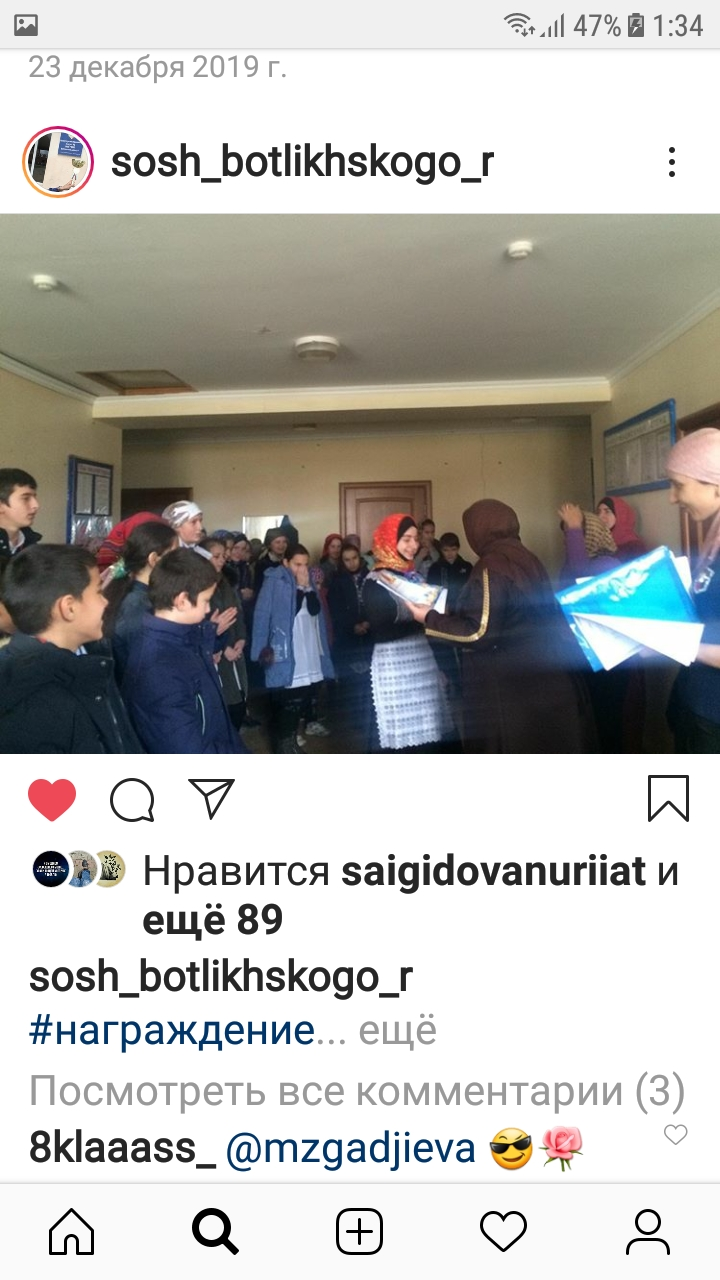 47% 1:34
23 декабря 2019 г.
sosh_botlikhskogo_r
Нравится saigidovanuriiat и
ещё 89
sosh_botlikhskogo_r
#награждение... ещё
Посмотреть все комментарии (3)
8klaaass_ @mzgadjieva 😎🌹